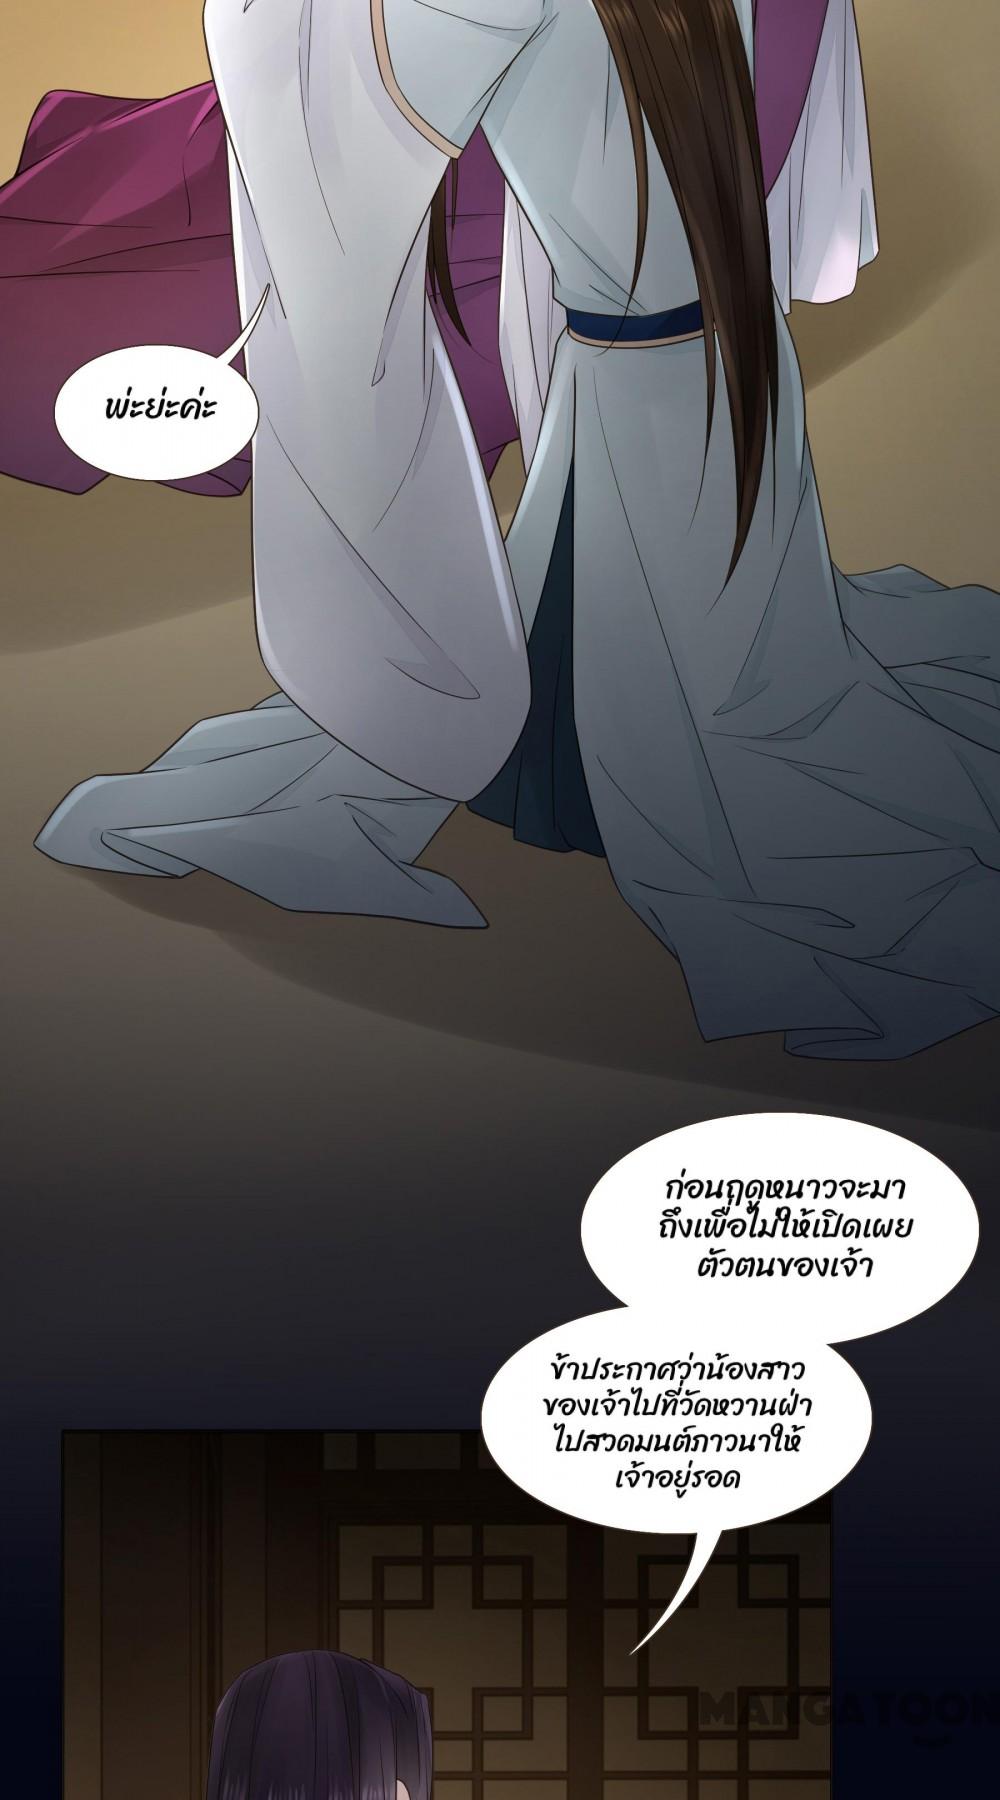 พ่ะย่ะค่ะ
ก่อนฤดูหนาวจะมา
ถึงเพื่อไม่ให้เปิดเผย
ตัวตนของเจ้า
ข้าประกาศว่าน้องสาว
ของเจ้าไปที่วัดหวานฝ่า
ไปสวดมนต์ภาวนาให้
เจ้าอยู่รอด
MANGATOON